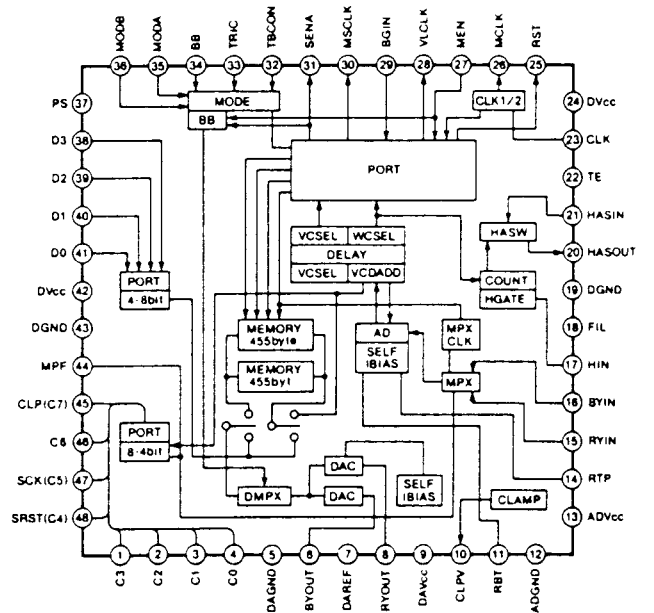 MODB
MODA
BB
TRIC
TBCON
SENA
MSCLK
BGIN
VLCLK
MEN
MCLK
RST
36
35
34
33
32
31
30
29
28
27
26
25
PS
37
D3
38
D2
39
D1
40
D0
41
DVcc
42
DGND
43
MPF
44
CLP(C7)
45
C6
46
SCK(C5)
47
SRST(C4)
48
MODE
BB
CLK1/2
PORT
VCSEL
WCSEL
DELAY
VCSEL
VCDADD
HASW
COUNT
HGATE
PORT
4-8bit
MEMORY
455byte
MEMORY
455byt
AD
SELF
IBIAS
MPX
CLK
MPX
PORT
8-4bit
DMPX
DAC
DAC
SELF
IBIAS
CLAMP
24
DVcc
23
CLK
22
TE
21
HASIN
20
HASOUT
19
DGND
18
FIL
17
HIN
16
BYIN
15
RYIN
14
RTP
13
ADVcc
1
2
3
4
5
6
7
8
9
10
11
12
C3
C2
C1
C0
DAGND
BYOUT
DAREF
RYOUT
DAVcc
CLPV
RBT
ADGND